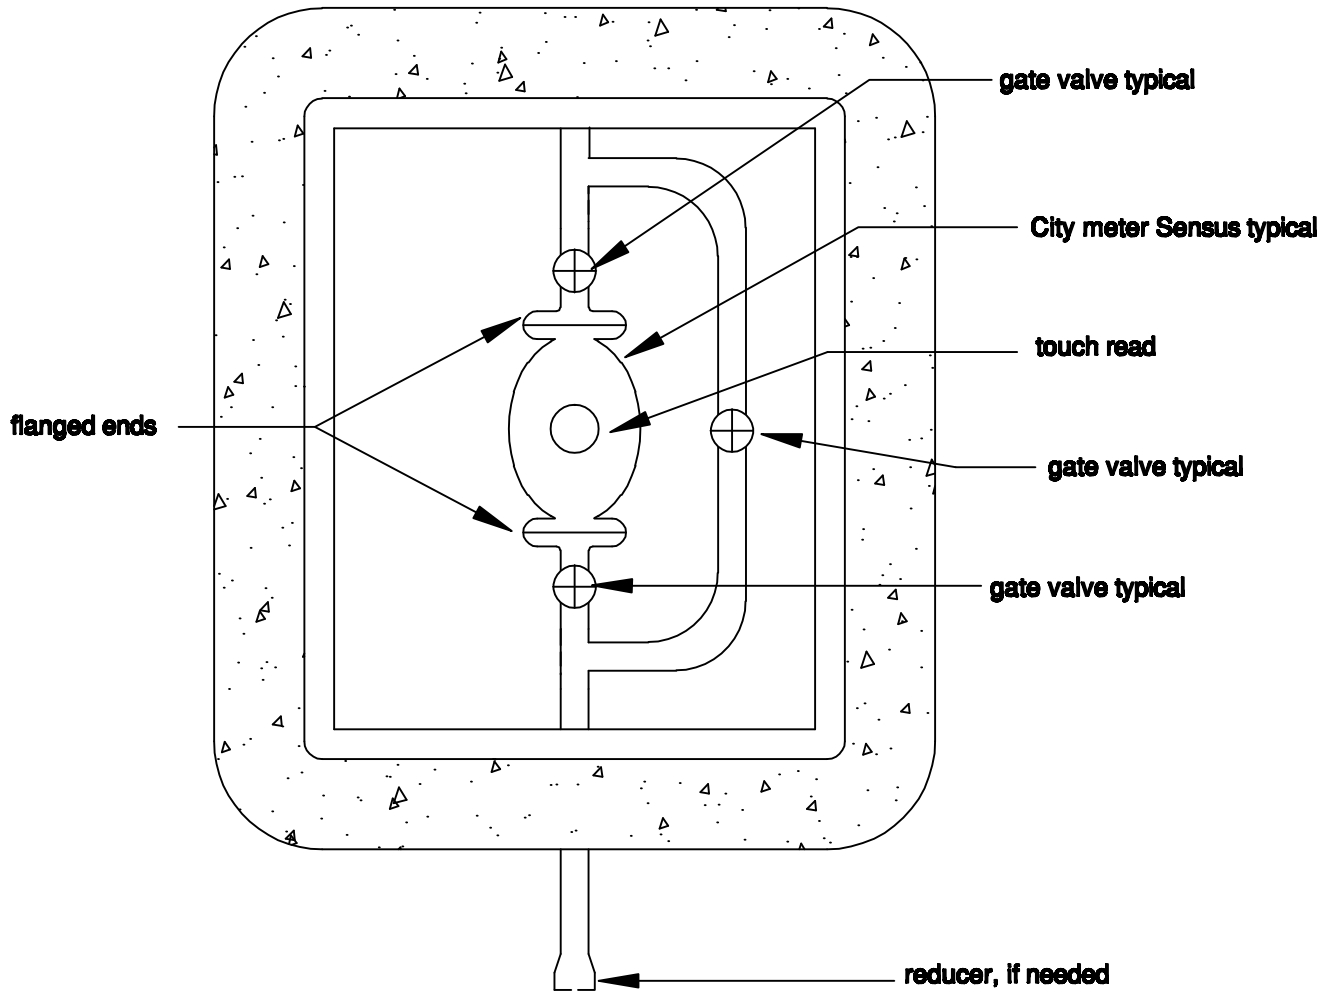 gate valve typical
City meter Sensus typical
touch read
flanged ends
gate valve typical
gate valve typical
reducer, if needed